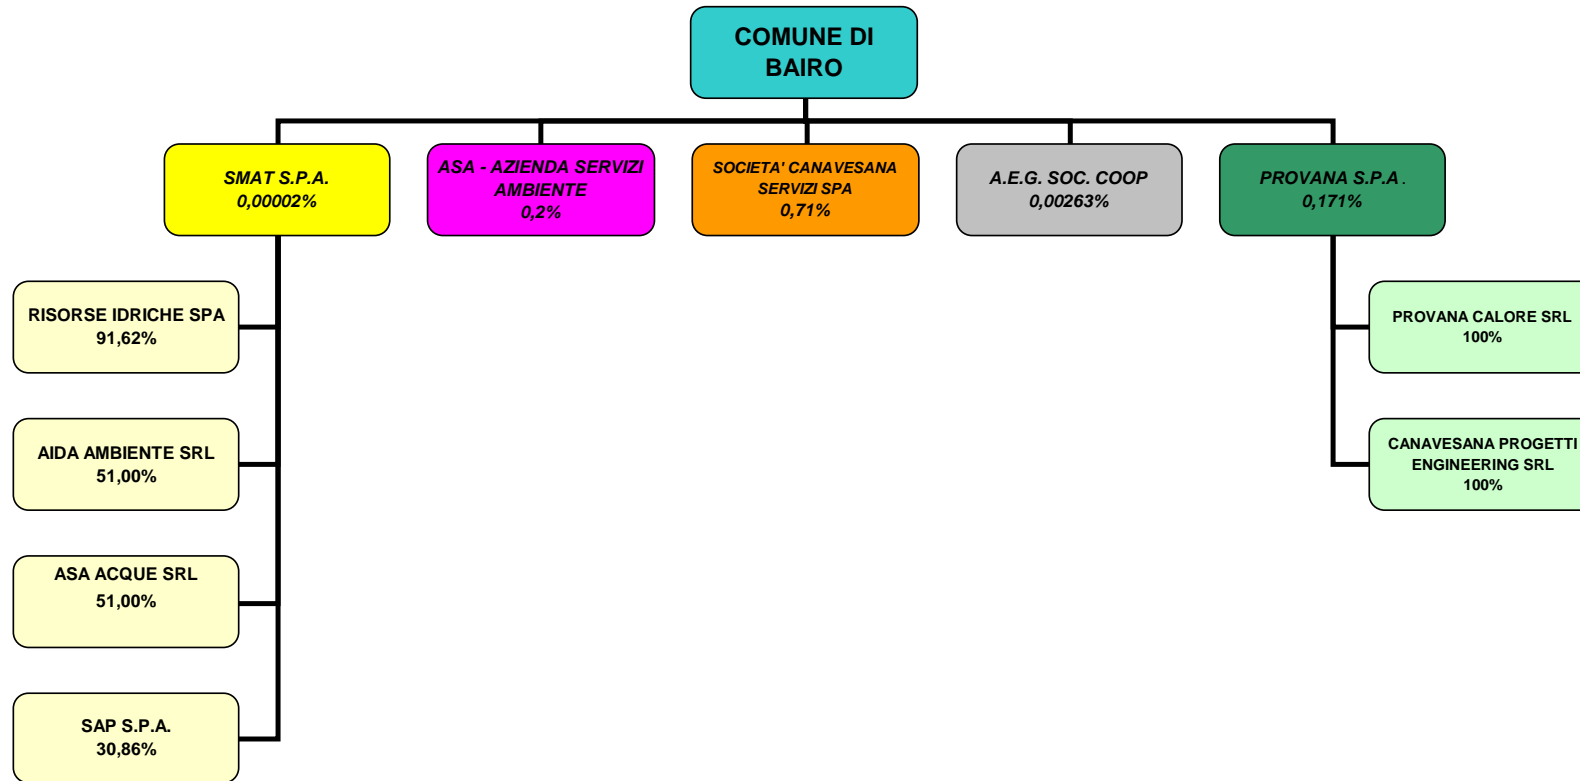 COMUNE DI
BAIRO
SMAT S.P.A.
0,00002%
ASA - AZIENDA SERVIZI
AMBIENTE
0,2%
SOCIETA' CANAVESANA
SERVIZI SPA
0,71%
A.E.G. SOC. COOP
0,00263%
PROVANA S.P.A.
0,171%
RISORSE IDRICHE SPA
91,62%
AIDA AMBIENTE SRL
51,00%
ASA ACQUE SRL
51,00%
SAP S.P.A.
30,86%
PROVANA CALORE SRL
100%
CANAVESANA PROGETTI
ENGINEERING SRL
100%